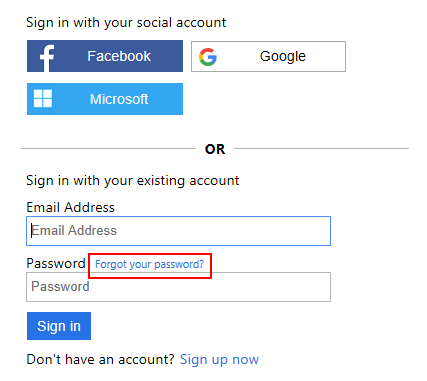 Sign in with your social account
Facebook
Google
Microsoft
OR
Sign in with your existing account
Email Address
Email Address
Password Forgot your password?
Password
Sign in
Don't have an account? Sign up now